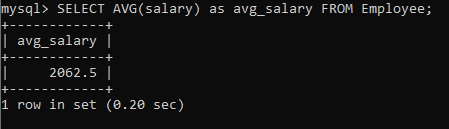 mysql> SELECT AVG(salary) as avg_salary FROM Employee;
+------------+
| avg_salary |
+------------+
|     2062.5 |
+------------+
1 row in set (0.20 sec)